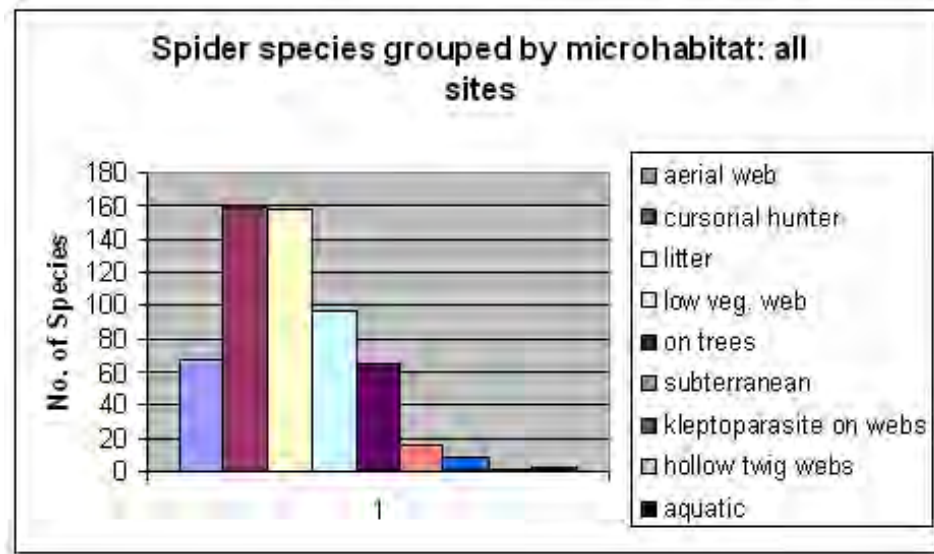 Spider species grouped by microhabitat: all
sites
No. of Species
180
160
140
120
100
80
60
40
20
0
1
aerial web
cursorial hunter
litter
low veg. web
on trees
subterranean
kleptoparasite on webs
hollow twig webs
aquatic